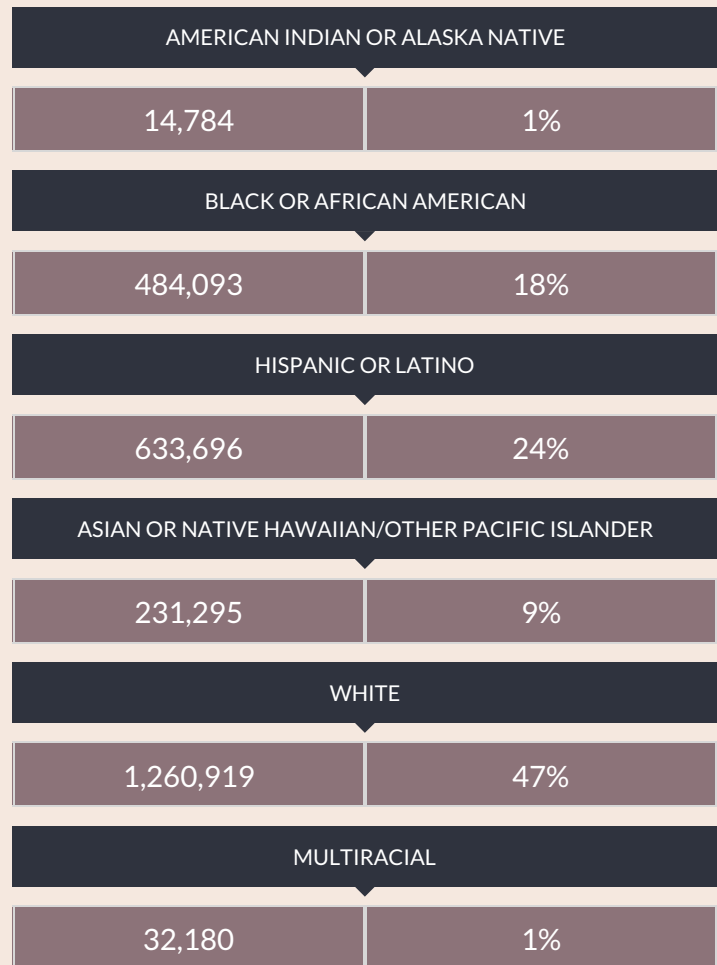 AMERICAN INDIAN OR ALASKA NATIVE
14,784 1%
BLACK OR AFRICAN AMERICAN
484,093 18%
HISPANIC OR LATINO
633,696 24%
ASIAN OR NATIVE HAWAIIAN/OTHER PACIFIC ISLANDER
231,295 9%
WHITE
1,260,919 47%
MULTIRACIAL
32,180 1%